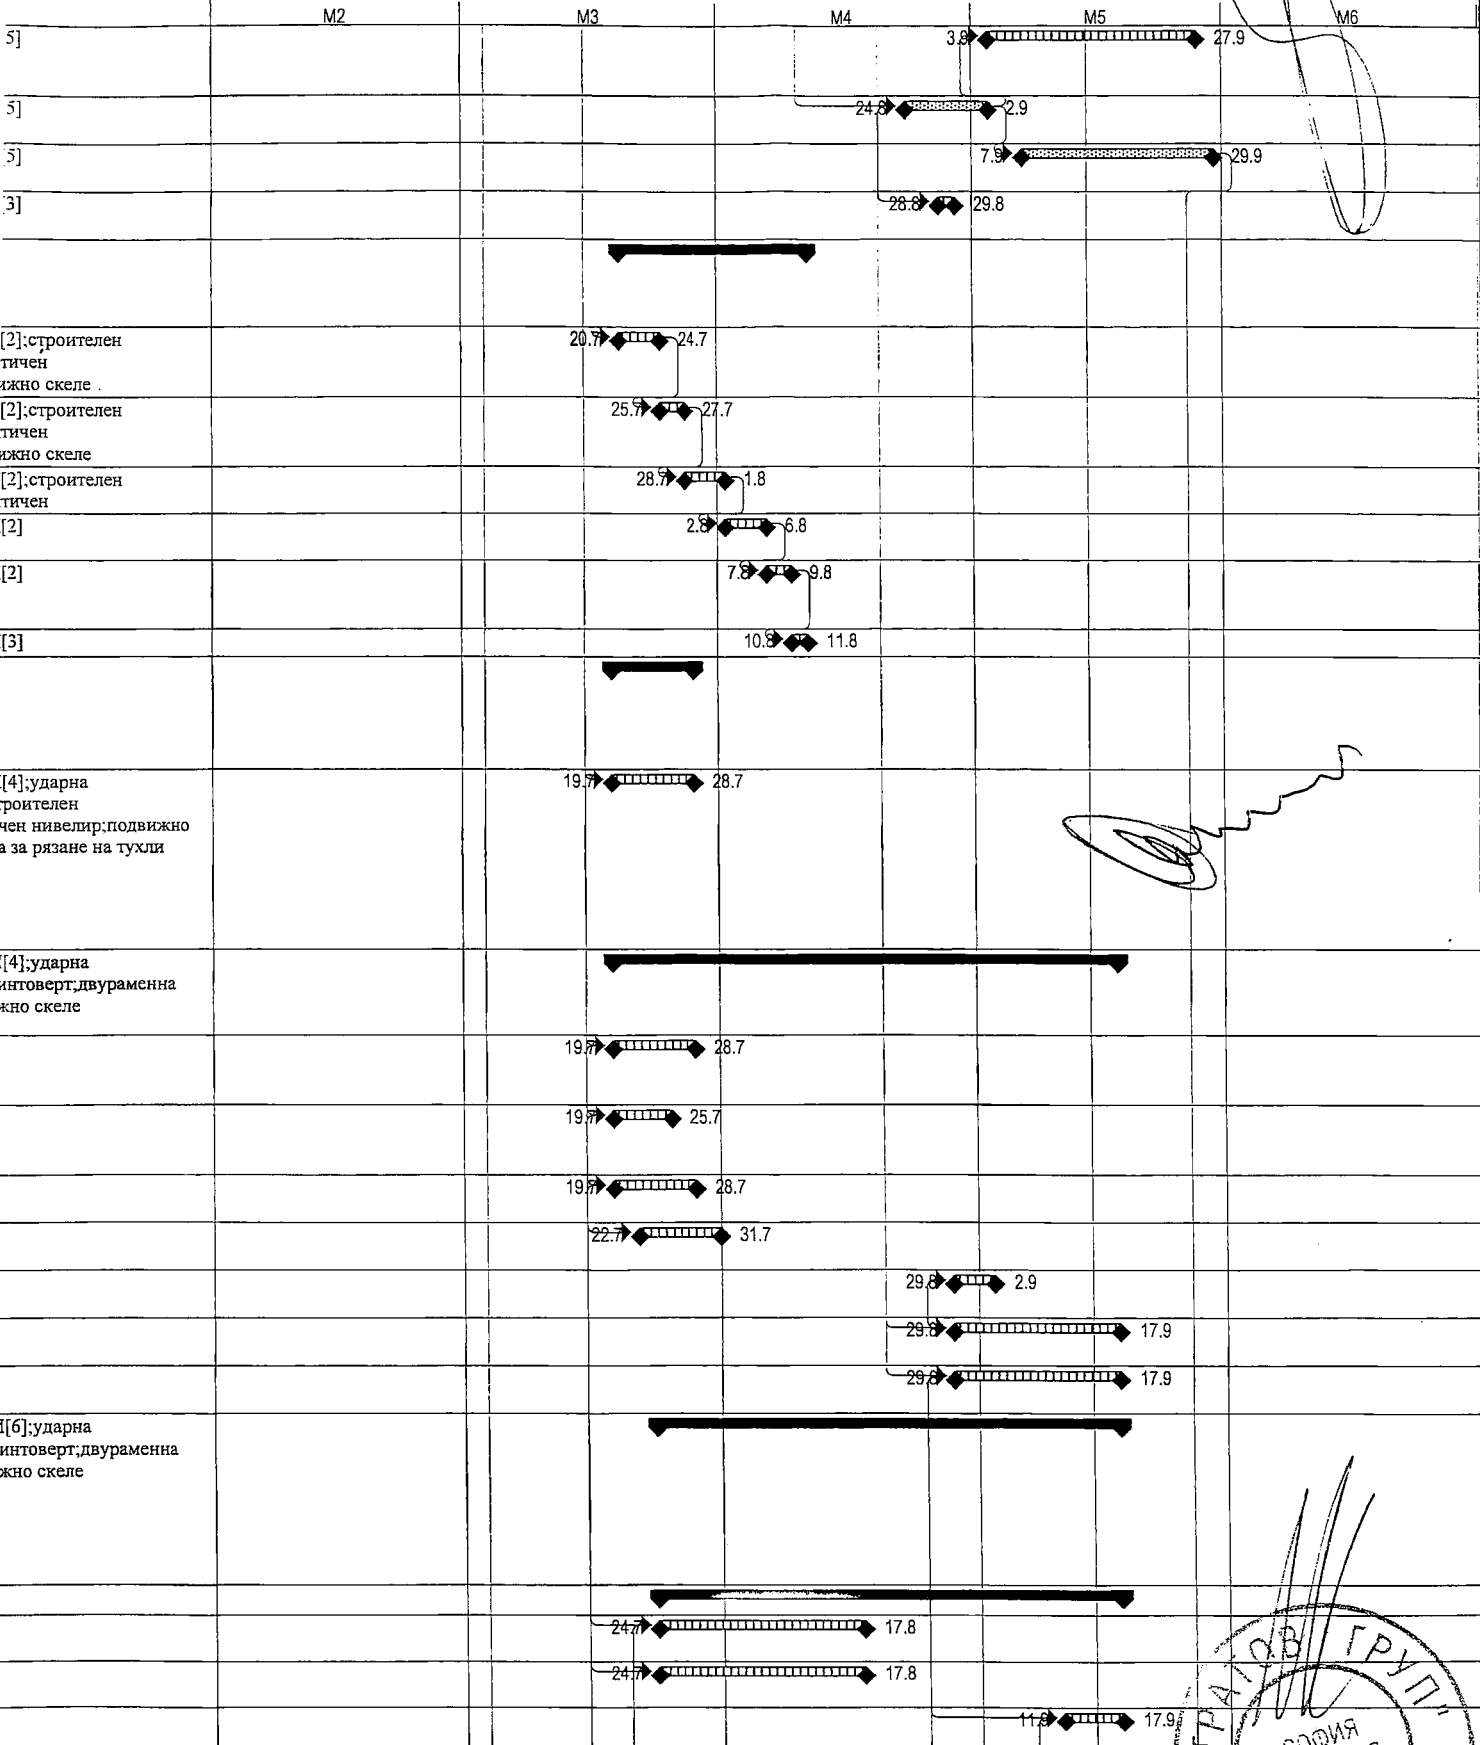 M2 M3 M4 M5 M6
5] 3.9 27.9
5] 24.8 2.9
5] 7.9 29.9
3] 28.8 29.8
[2];строителен 20.7 24.7
тичен
ижно скеле
[2];строителен 25.7 27.7
тичен
ижно скеле
[2];строителен 28.7 1.8
тичен
[2] 2.8 6.8
[2] 7.8 9.8
[3] 10.8 11.8
[4];ударна 19.7 28.7
роителен
чен нивелир;подвижно
а за рязане на тухли
[4];ударна
интоверт;двураменна
жно скеле
19.7 28.7
19.7 25.7
19.7 28.7
22.7 31.7
29.8 2.9
29.8 17.9
29.8 17.9
[6];ударна
интоверт;двураменна
жно скеле
24.7 17.8
24.7 17.8
11.9 17.9
РАТОВ ГРУП"